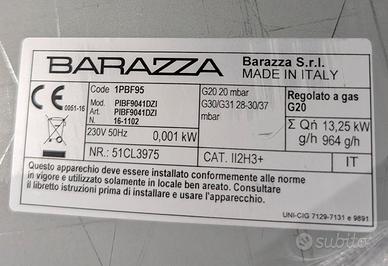 BARAZZA
Barazza S.r.l.
MADE IN ITALY
CE
0051-16
Code 1PBF95
Mod. PIBF9041DZI
Art. PIBF9041DZI
N. 16-1102
230V 50Hz 0,001 kW
NR.: 51CL3975
G20 20 mbar
G30/G31 28-30/37
mbar
CAT. II2H3+
Regolato a gas
G20
Σ Qń 13,25 kW
g/h 964 g/h
IT
Questo apparecchio deve essere installato conformemente alle norme
in vigore e utilizzato solamente in locale ben areato. Consultare
il libretto istruzioni prima di installare e usare l'apparecchio.
UNI-CIG 7129-7131 e 9891
subito